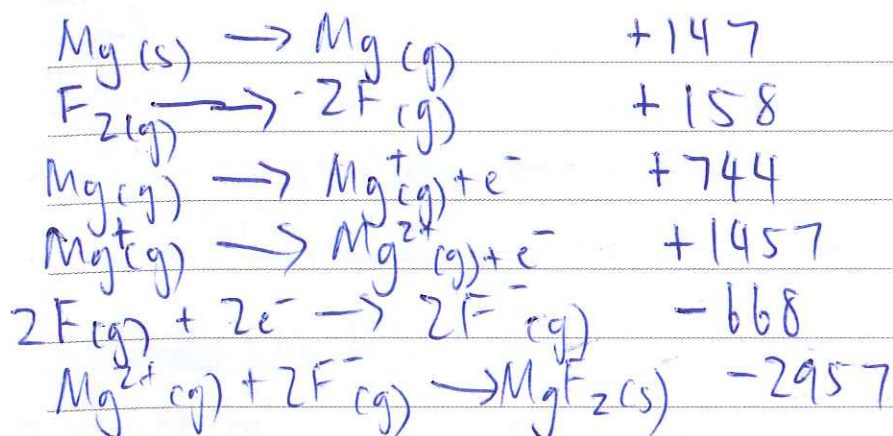 Mg(s) → Mg(g) +147
F2(g) → 2F(g) +158
Mg(g) → Mg+(g) + e- +744
Mg+(g) → Mg2+(g) + e- +1457
2F(g) + 2e- → 2F-(g) -668
Mg2+(g) + 2F-(g) → MgF2(s) -2957